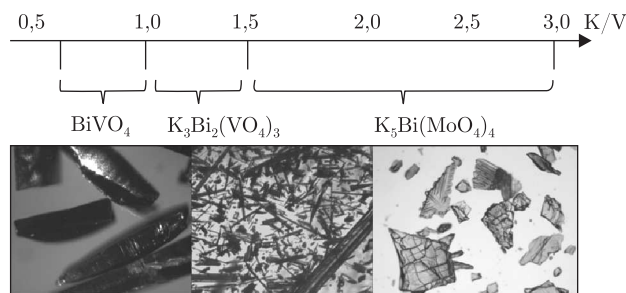 0,5 1,0 1,5 2,0 2,5 3,0 K/V
BiVO₄ K₃Bi₂(VO₄)₃ K₅Bi(MoO₄)₄